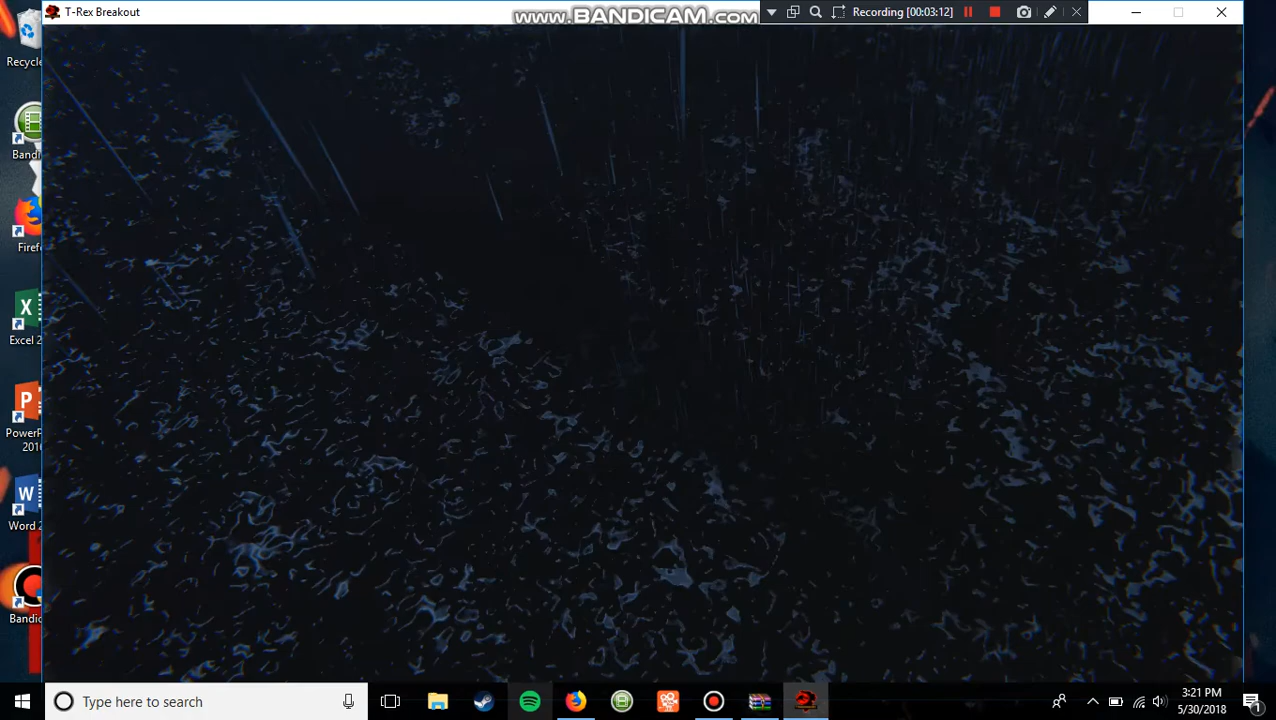 T-Rex Breakout
www.BANDICAM.com
Recording [00:03:12]
Recycle
Bandi
Firef
Excel 2
PowerP
2016
Word 2
Bandic
Type here to search
3:21 PM
5/30/2018